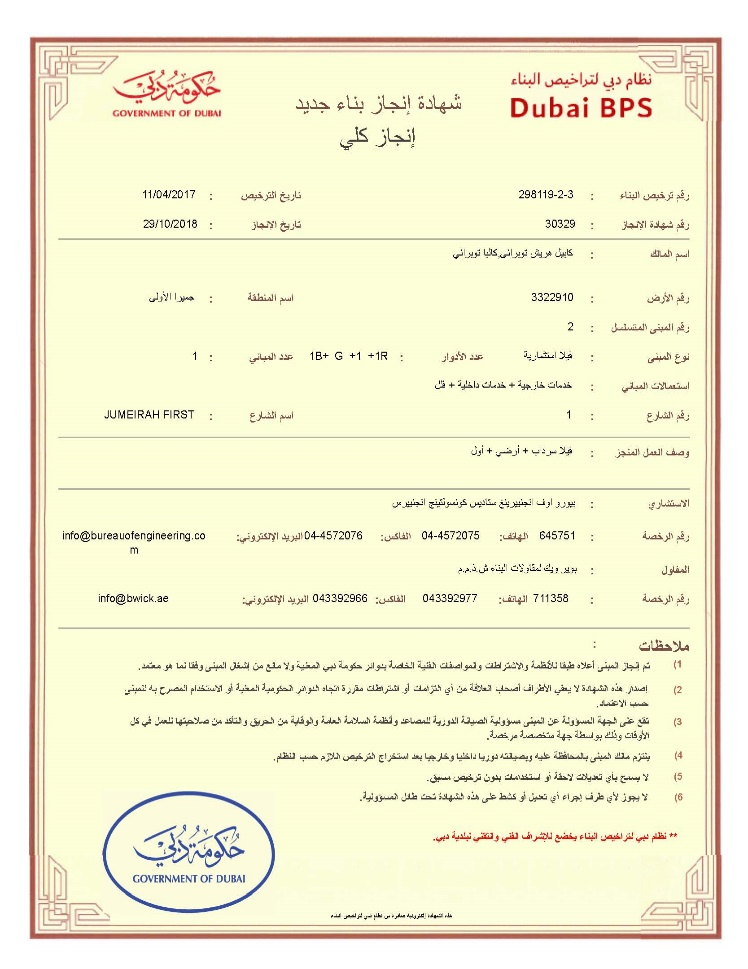 حكومة دبي
GOVERNMENT OF DUBAI
نظام دبي لتراخيص البناء
Dubai BPS
شهادة إنجاز بناء جديد
إنجاز كلي
رقم ترخيص البناء : 298119-2-3 تاريخ الترخيص : 11/04/2017
رقم شهادة الإنجاز : 30329 تاريخ الانجاز : 29/10/2018
اسم المالك : كابيل هريش توبراني,كالبا توبراني
رقم الأرض : 3322910 اسم المنطقة : جميرا الأولى
رقم المبنى المتسلسل : 2
نوع المبنى : فيلا استثمارية عدد الأدوار : 1B+ G +1 +1R عدد المباني : 1
استعمالات المباني : خدمات خارجية + خدمات داخلية + فلل
رقم الشارع : 1 اسم الشارع : JUMEIRAH FIRST
وصف العمل المنجز : فيلا سرداب + أرضي + أول
الاستشاري : بيورو اوف انجنييرينغ ستاديس كونسولتينج انجنييرس
رقم الرخصة : 645751 الهاتف: 04-4572075 الفاكس: 04-4572076 البريد الإلكتروني: info@bureauofengineering.co
m
المفاول : بوبر ويك لمقاولات البناء ش.ذ.م.م
رقم الرخصة : 711358 الهاتف: 043392977 الفاكس: 043392966 البريد الإلكتروني: info@bwick.ae
ملاحظات :
(1 تم إنجاز المبنى أعلاه طبقا للأنظمة والاشتراطات والمواصفات الفنية الخاصة بدوائر حكومة دبي المعنية ولا مانع من إشغال المبنى وفقا لما هو معتمد.
(2 إصدار هذه الشهادة لا يعفي الأطراف أصحاب العلاقة من أي التزامات أو اشتراطات مقررة اتجاه الدوائر الحكومية المعنية أو الاستخدام المصرح به للمبنى
حسب الاعتماد.
(3 تقع على الجهة المسؤولة عن المبنى مسؤولية الصيانة الدورية للمصاعد وأنظمة السلامة العامة والوقاية من الحريق والتأكد من صلاحيتها للعمل في كل
الأوقات وذلك بواسطة جهة متخصصة مرخصة.
(4 يلتزم مالك المبنى بالمحافظة عليه وبصيانته دوريا داخليا وخارجيا بعد استخراج الترخيص اللازم حسب النظام.
(5 لا يسمح بأي تعديلات لاحقة أو استخدامات بدون ترخيص مسبق.
(6 لا يجوز لأي طرف إجراء أي تعديل أو كشط على هذه الشهادة تحت طائل المسؤولية.
** نظام دبي لتراخيص البناء يخضع للإشراف الفني والتقني لبلدية دبي.
حكومة دبي
GOVERNMENT OF DUBAI
هذه الشهادة إلكترونية صادرة من نظام دبي لتراخيص البناء